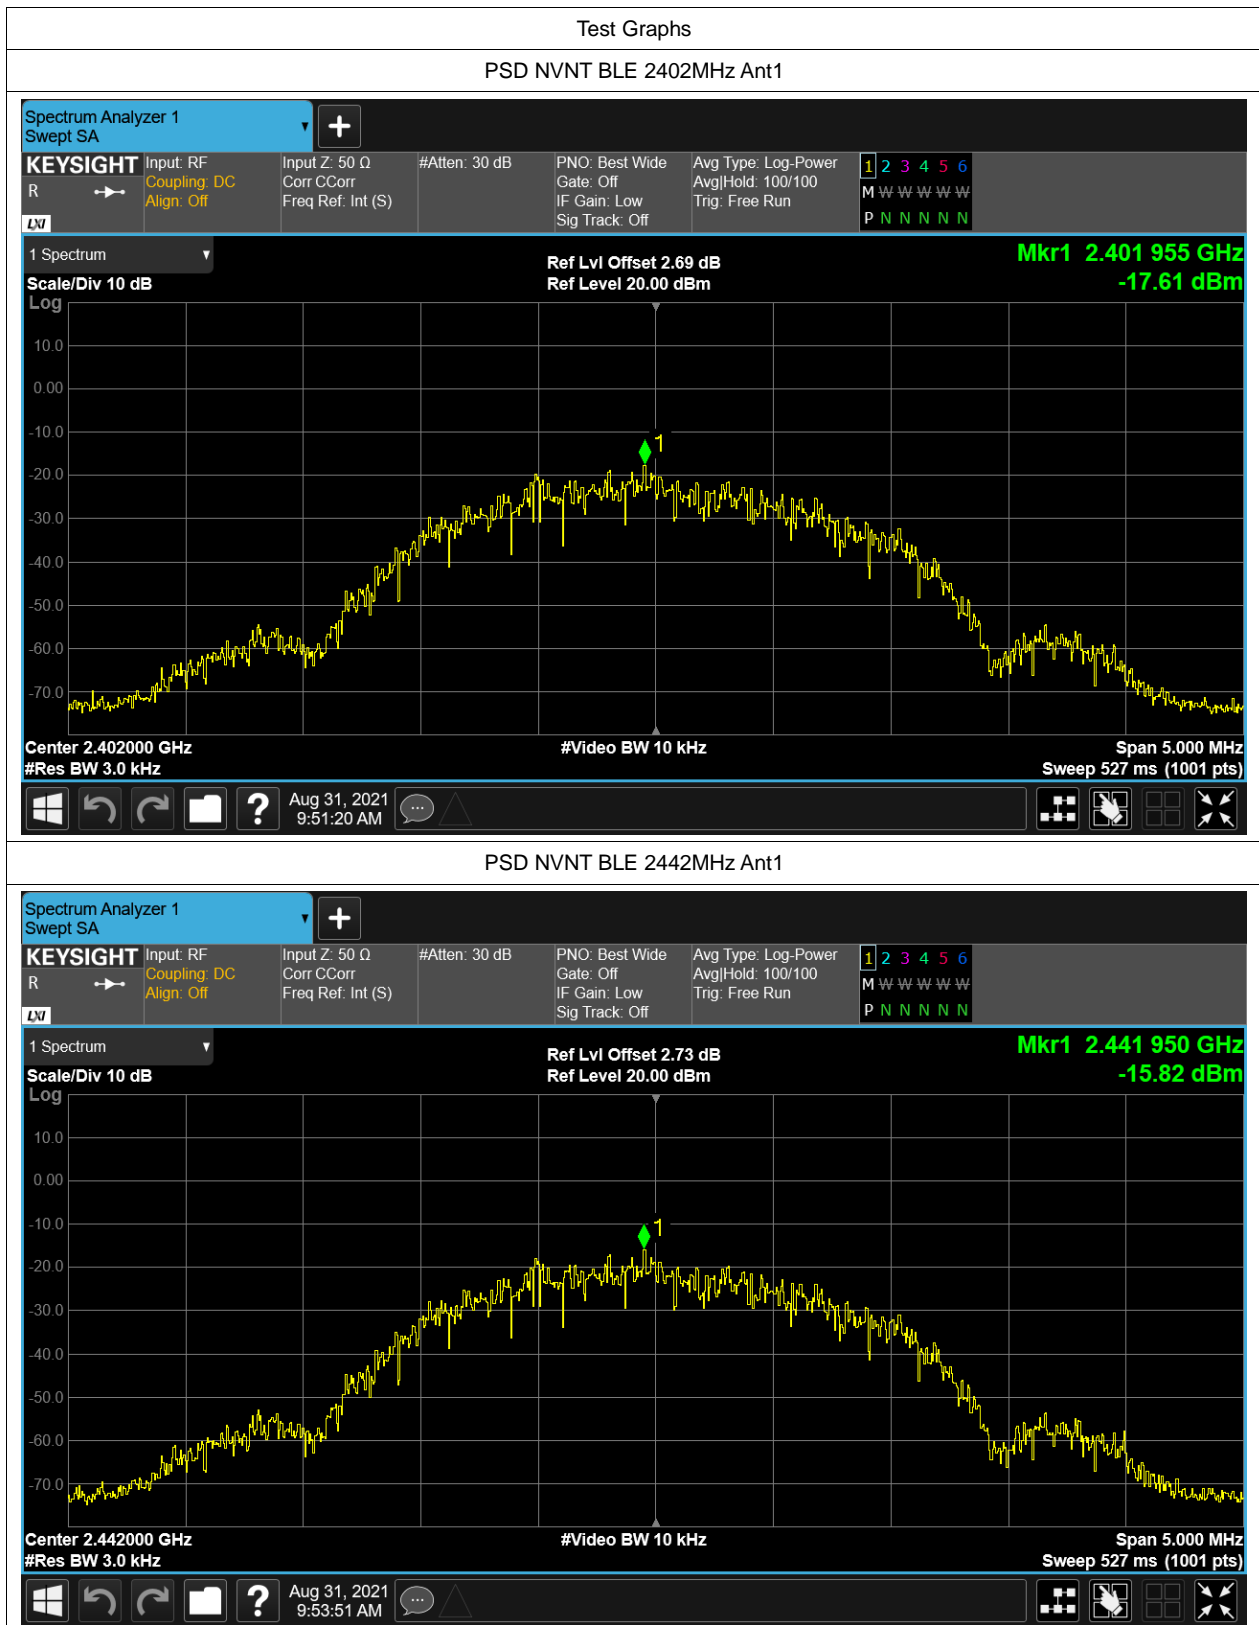 Test Graphs
PSD NVNT BLE 2402MHz Ant1
Spectrum Analyzer 1
Swept SA
KEYSIGHT Input: RF Input Z: 50 Ω #Atten: 30 dB PNO: Best Wide Avg Type: Log-Power 1 2 3 4 5 6
R Coupling: DC Corr CCorr Gate: Off Avg|Hold: 100/100 M W W W W W
Align: Off Freq Ref: Int (S) IF Gain: Low Trig: Free Run
LXI Sig Track: Off P N N N N N
1 Spectrum Ref Lvl Offset 2.69 dB Mkr1 2.401 955 GHz
Scale/Div 10 dB Ref Level 20.00 dBm -17.61 dBm
Log
10.0
0.00
-10.0
1
-20.0
-30.0
-40.0
-50.0
-60.0
-70.0
Center 2.402000 GHz #Video BW 10 kHz Span 5.000 MHz
#Res BW 3.0 kHz Sweep 527 ms (1001 pts)
? Aug 31, 2021
9:51:20 AM
PSD NVNT BLE 2442MHz Ant1
Spectrum Analyzer 1
Swept SA
KEYSIGHT Input: RF Input Z: 50 Ω #Atten: 30 dB PNO: Best Wide Avg Type: Log-Power 1 2 3 4 5 6
R Coupling: DC Corr CCorr Gate: Off Avg|Hold: 100/100 M W W W W W
Align: Off Freq Ref: Int (S) IF Gain: Low Trig: Free Run
LXI Sig Track: Off P N N N N N
1 Spectrum Ref Lvl Offset 2.73 dB Mkr1 2.441 950 GHz
Scale/Div 10 dB Ref Level 20.00 dBm -15.82 dBm
Log
10.0
0.00
-10.0
1
-20.0
-30.0
-40.0
-50.0
-60.0
-70.0
Center 2.442000 GHz #Video BW 10 kHz Span 5.000 MHz
#Res BW 3.0 kHz Sweep 527 ms (1001 pts)
? Aug 31, 2021
9:53:51 AM